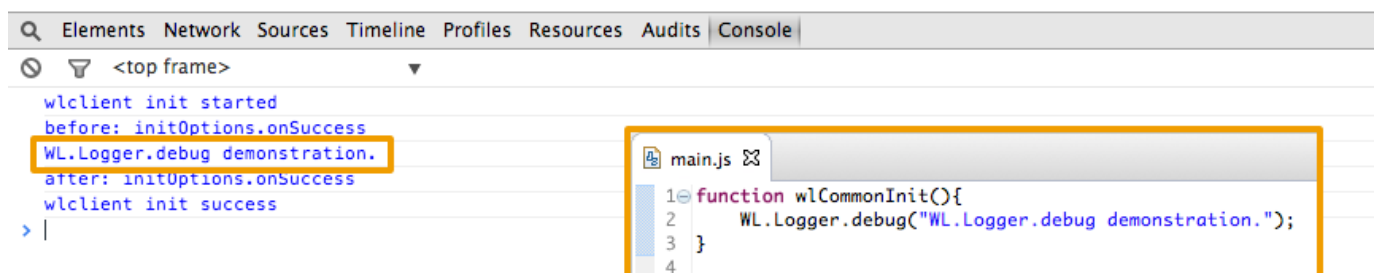 Elements Network Sources Timeline Profiles Resources Audits Console
<top frame>
wlclient init started
before: initOptions.onSuccess
WL.Logger.debug demonstration.
after: initOptions.onSuccess
wlclient init success
>
main.js
1 function wlCommonInit(){
2 WL.Logger.debug("WL.Logger.debug demonstration.");
3 }
4